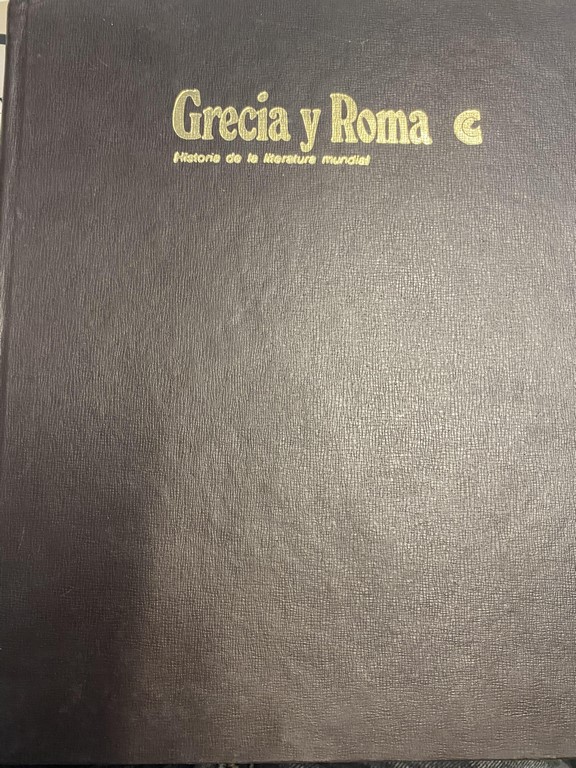 Grecia y Roma
Historia de la literatura mundial